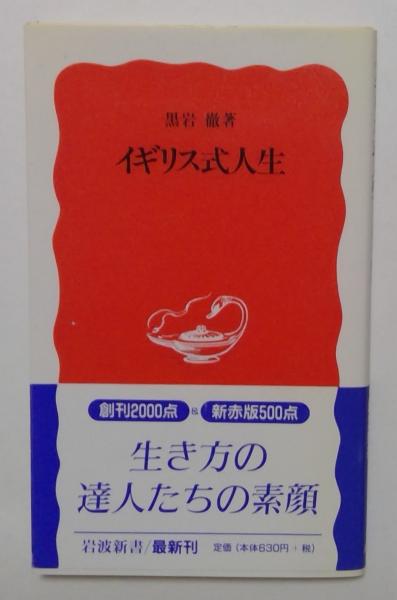 黒岩 徹著
イギリス式人生
創刊2000点 & 新赤版500点
生き方の
達人たちの素顔
岩波新書/最新刊 定価(本体630円+税)